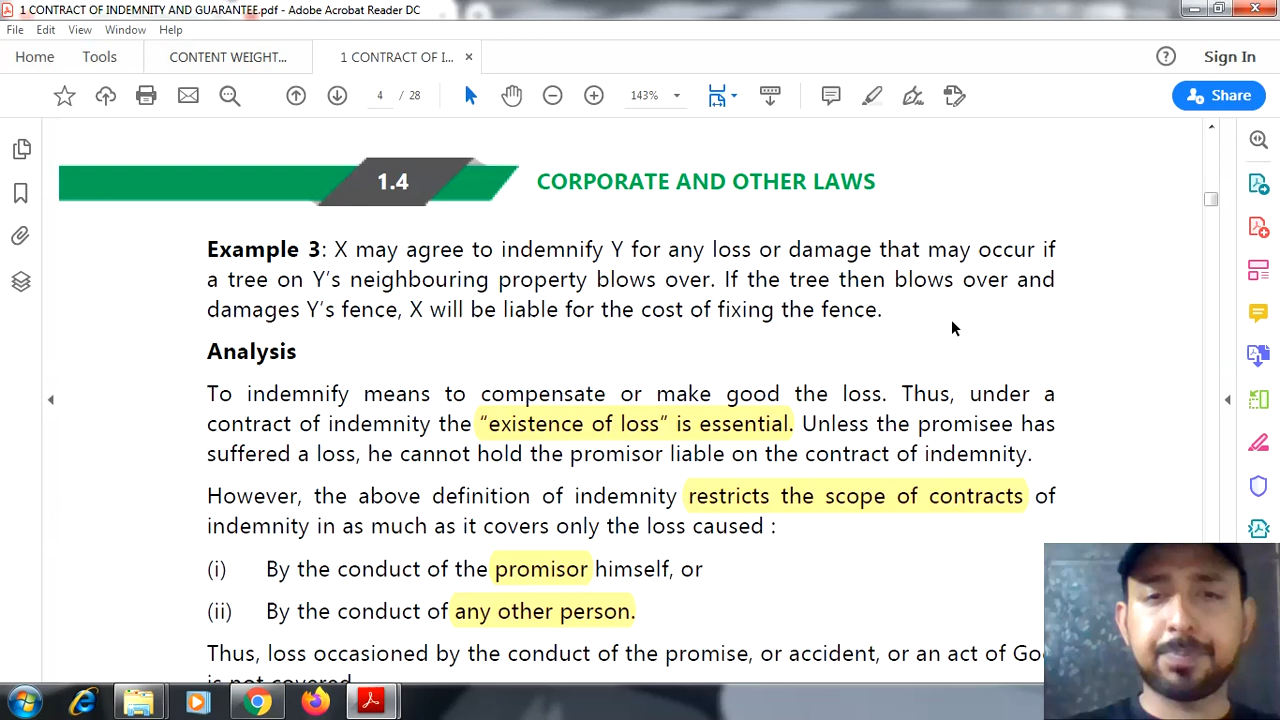 1 CONTRACT OF INDEMNITY AND GUARANTEE.pdf - Adobe Acrobat Reader DC
File Edit View Window Help
Home Tools CONTENT WEIGHT... 1 CONTRACT OF I... × ? Sign In
4 / 28 143% Share
1.4 CORPORATE AND OTHER LAWS
Example 3: X may agree to indemnify Y for any loss or damage that may occur if
a tree on Y's neighbouring property blows over. If the tree then blows over and
damages Y's fence, X will be liable for the cost of fixing the fence.
Analysis
To indemnify means to compensate or make good the loss. Thus, under a
contract of indemnity the “existence of loss” is essential. Unless the promisee has
suffered a loss, he cannot hold the promisor liable on the contract of indemnity.
However, the above definition of indemnity restricts the scope of contracts of
indemnity in as much as it covers only the loss caused :
(i) By the conduct of the promisor himself, or
(ii) By the conduct of any other person.
Thus, loss occasioned by the conduct of the promise, or accident, or an act of Go
is not covered